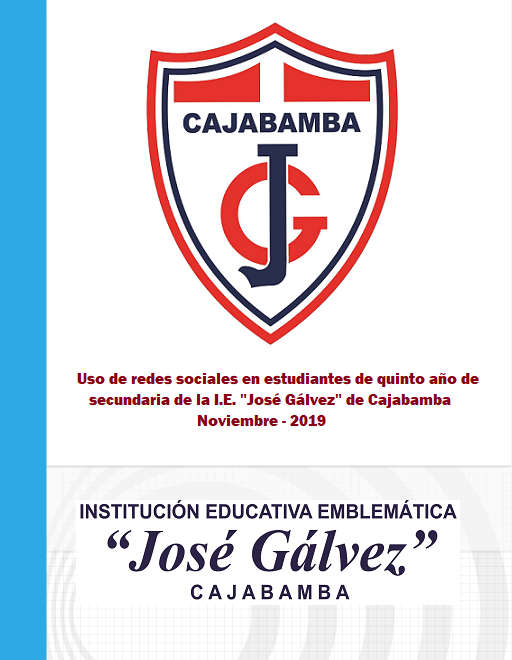 CAJABAMBA
JG
Uso de redes sociales en estudiantes de quinto año de
secundaria de la I.E. "José Gálvez" de Cajabamba
Noviembre - 2019
INSTITUCIÓN EDUCATIVA EMBLEMÁTICA
“José Gálvez”
CAJABAMBA